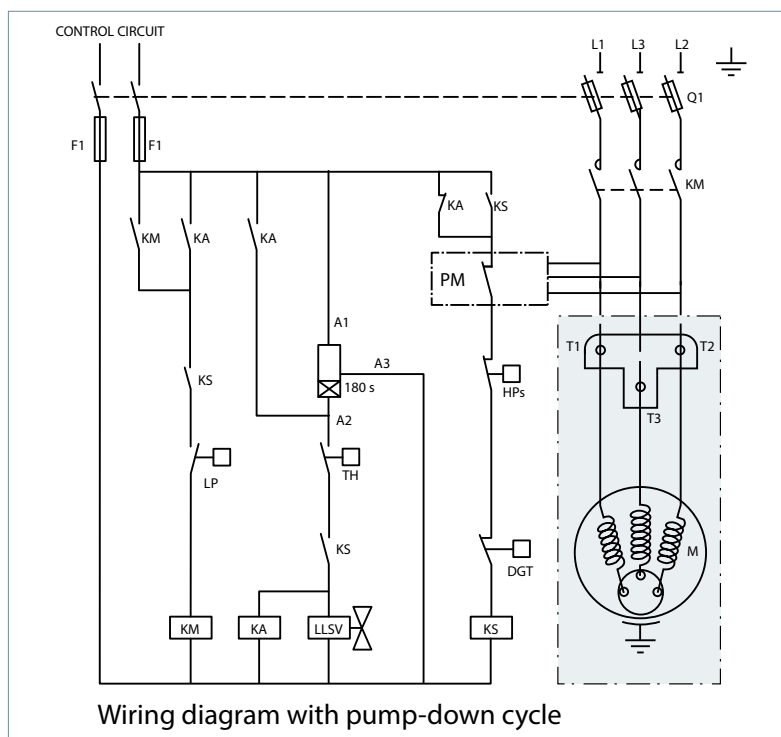 CONTROL CIRCUIT
L1 L3 L2
Q1
F1 F1
KM
KA KS
KM KA KA
PM
A1
T1 T2
A3
KS 180 s HPs
A2 T3
LP TH
KS M
DGT
KM KA LLSV KS
Wiring diagram with pump-down cycle